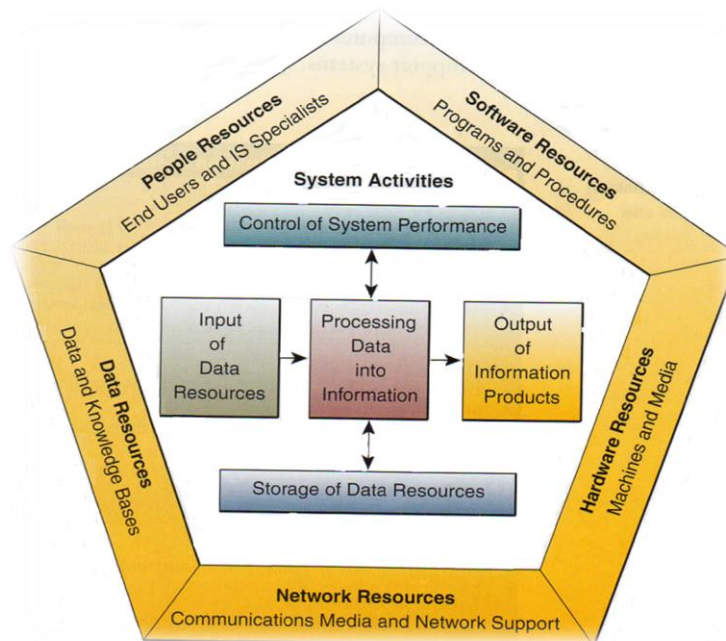 People Resources
End Users and IS Specialists
Software Resources
Programs and Procedures
System Activities
Control of System Performance
Input
of
Data
Resources
Processing
Data
into
Information
Output
of
Information
Products
Storage of Data Resources
Data Resources
Data and Knowledge Bases
Hardware Resources
Machines and Media
Network Resources
Communications Media and Network Support